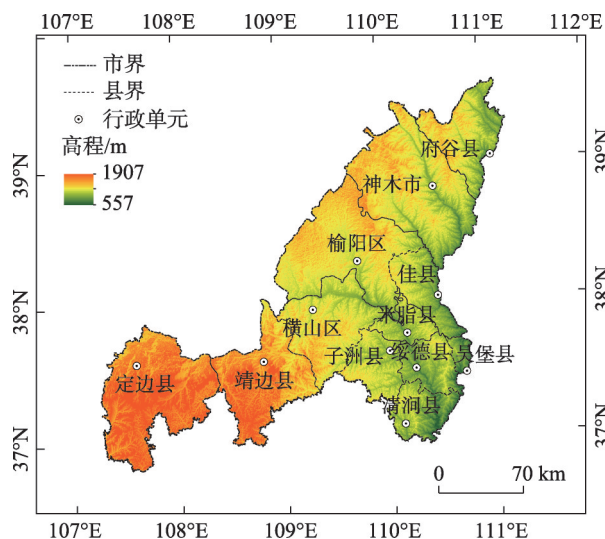 107°E 108°E 109°E 110°E 111°E 112°E
市界
县界
行政单元
高程/m
1907
557
府谷县
神木市
榆阳区
佳县
米脂县
横山区
子洲县
绥德县
吴堡县
定边县
靖边县
清涧县
39°N
38°N
37°N
39°N
38°N
37°N
0 70 km
107°E 108°E 109°E 110°E 111°E